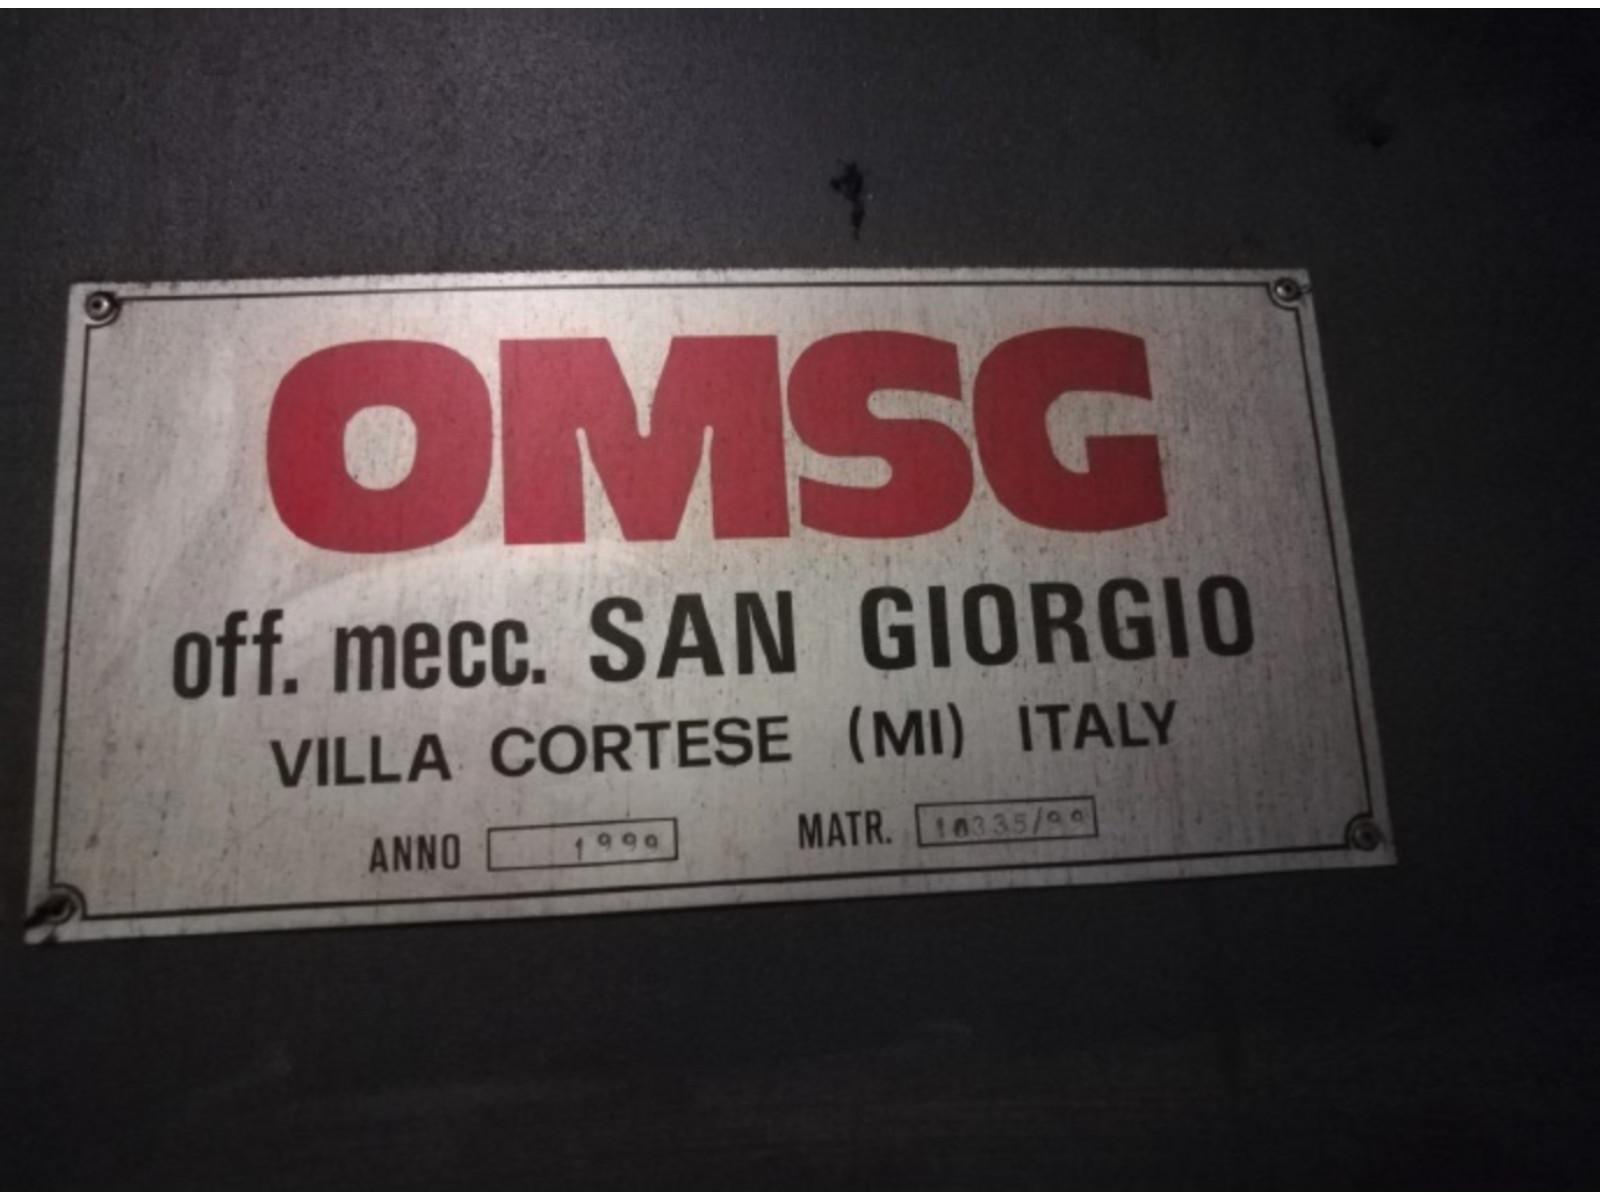 OMSG
off. mecc. SAN GIORGIO
VILLA CORTESE (MI) ITALY
ANNO 1999 MATR. 10335/99